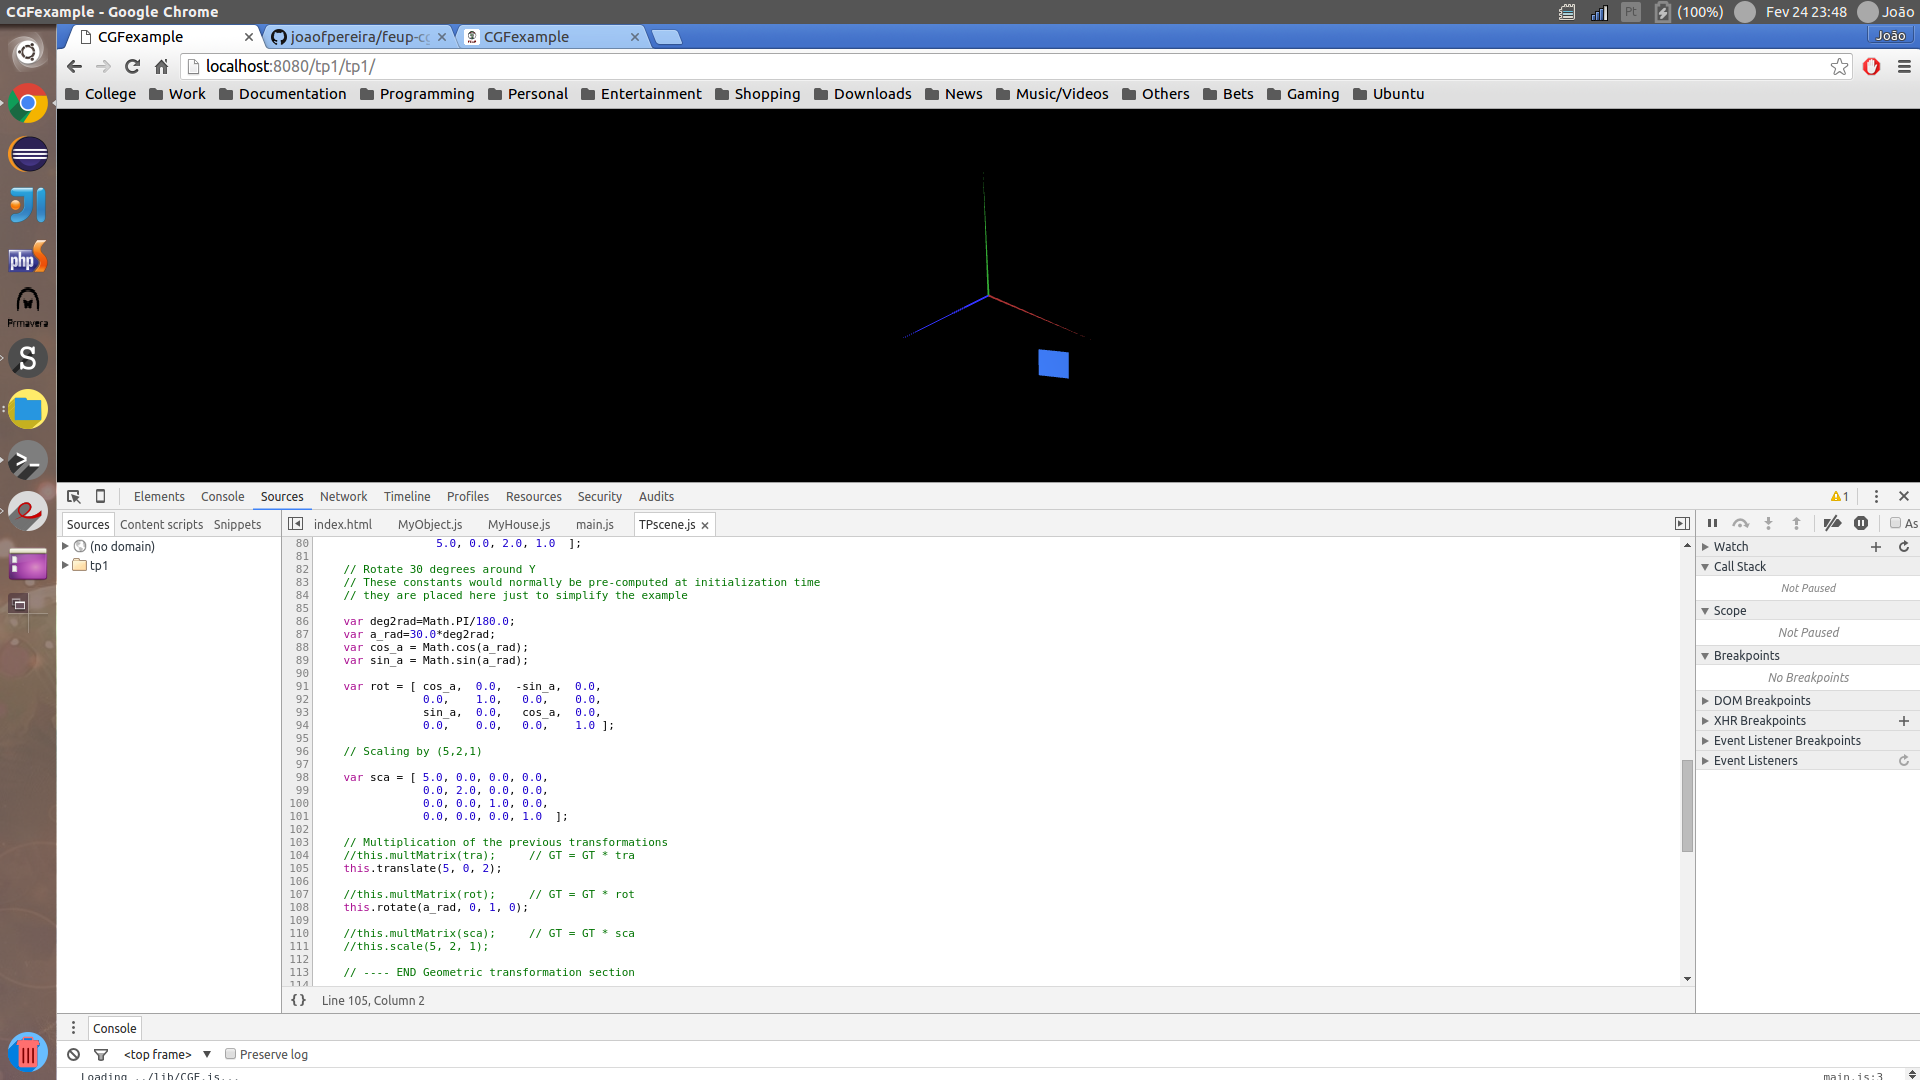 CGFexample - Google Chrome
Pt (100%) Fev 24 23:48 João
CGFexample joaofpereira/feup-cg CGFexample João
localhost:8080/tp1/tp1/
College Work Documentation Programming Personal Entertainment Shopping Downloads News Music/Videos Others Bets Gaming Ubuntu
php
Prmavera
S
Elements Console Sources Network Timeline Profiles Resources Security Audits 1
Sources Content scripts Snippets index.html MyObject.js MyHouse.js main.js TPscene.js As
(no domain)
tp1
80 5.0, 0.0, 2.0, 1.0 ];
81
82 // Rotate 30 degrees around Y
83 // These constants would normally be pre-computed at initialization time
84 // they are placed here just to simplify the example
85
86 var deg2rad=Math.PI/180.0;
87 var a_rad=30.0*deg2rad;
88 var cos_a = Math.cos(a_rad);
89 var sin_a = Math.sin(a_rad);
90
91 var rot = [ cos_a, 0.0, -sin_a, 0.0,
92 0.0, 1.0, 0.0, 0.0,
93 sin_a, 0.0, cos_a, 0.0,
94 0.0, 0.0, 0.0, 1.0 ];
95
96 // Scaling by (5,2,1)
97
98 var sca = [ 5.0, 0.0, 0.0, 0.0,
99 0.0, 2.0, 0.0, 0.0,
100 0.0, 0.0, 1.0, 0.0,
101 0.0, 0.0, 0.0, 1.0 ];
102
103 // Multiplication of the previous transformations
104 //this.multMatrix(tra); // GT = GT * tra
105 this.translate(5, 0, 2);
106
107 //this.multMatrix(rot); // GT = GT * rot
108 this.rotate(a_rad, 0, 1, 0);
109
110 //this.multMatrix(sca); // GT = GT * sca
111 //this.scale(5, 2, 1);
112
113 // ---- END Geometric transformation section
114
Watch
Call Stack
Not Paused
Scope
Not Paused
Breakpoints
No Breakpoints
DOM Breakpoints
XHR Breakpoints
Event Listener Breakpoints
Event Listeners
{} Line 105, Column 2
Console
<top frame> Preserve log
Loading ../lib/CGF.js... main.js:3